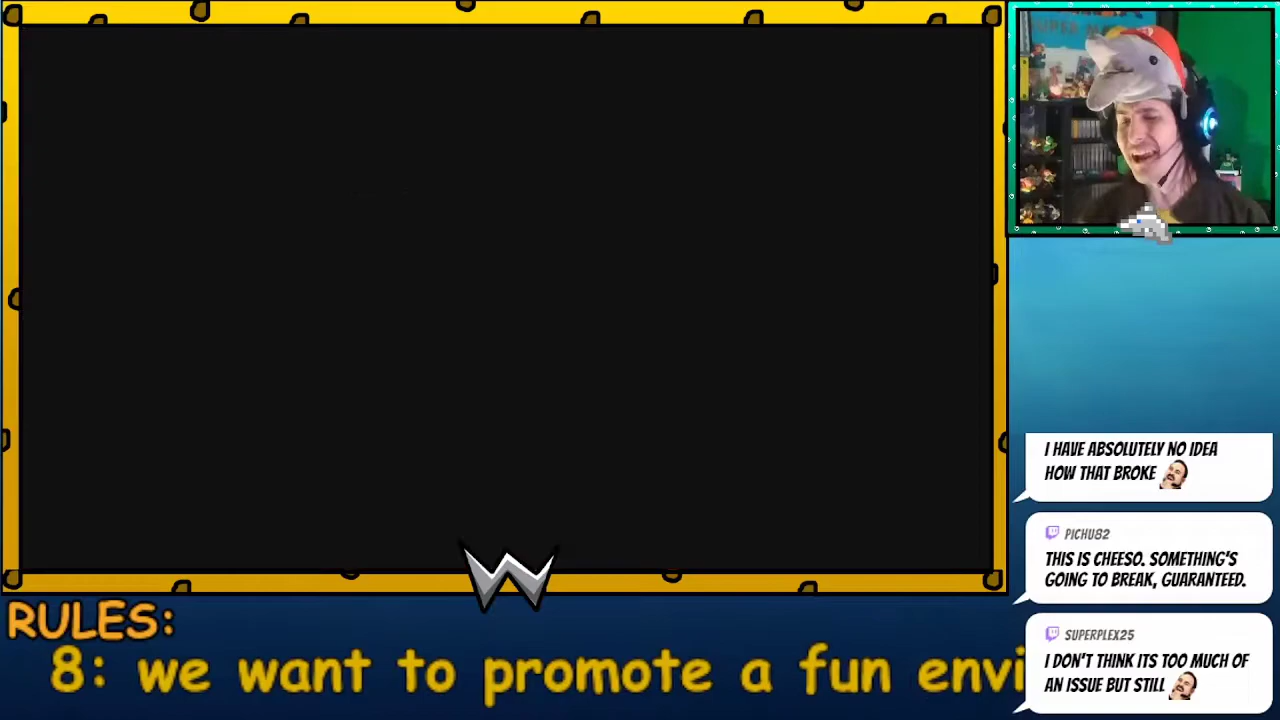 SUPER
I HAVE ABSOLUTELY NO IDEA
HOW THAT BROKE
PICHU82
THIS IS CHEESO. SOMETHING'S
GOING TO BREAK, GUARANTEED.
SUPERPLEX25
I DON'T THINK ITS TOO MUCH OF
AN ISSUE BUT STILL
W
RULES:
8: we want to promote a fun envi